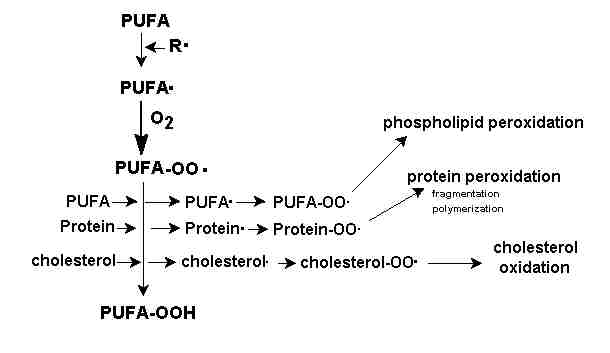 PUFA
R•
PUFA•
O2
PUFA-OO •
phospholipid peroxidation
protein peroxidation
fragmentation
polymerization
PUFA PUFA• PUFA-OO•
Protein Protein• Protein-OO•
cholesterol cholesterol• cholesterol-OO•
cholesterol
oxidation
PUFA-OOH